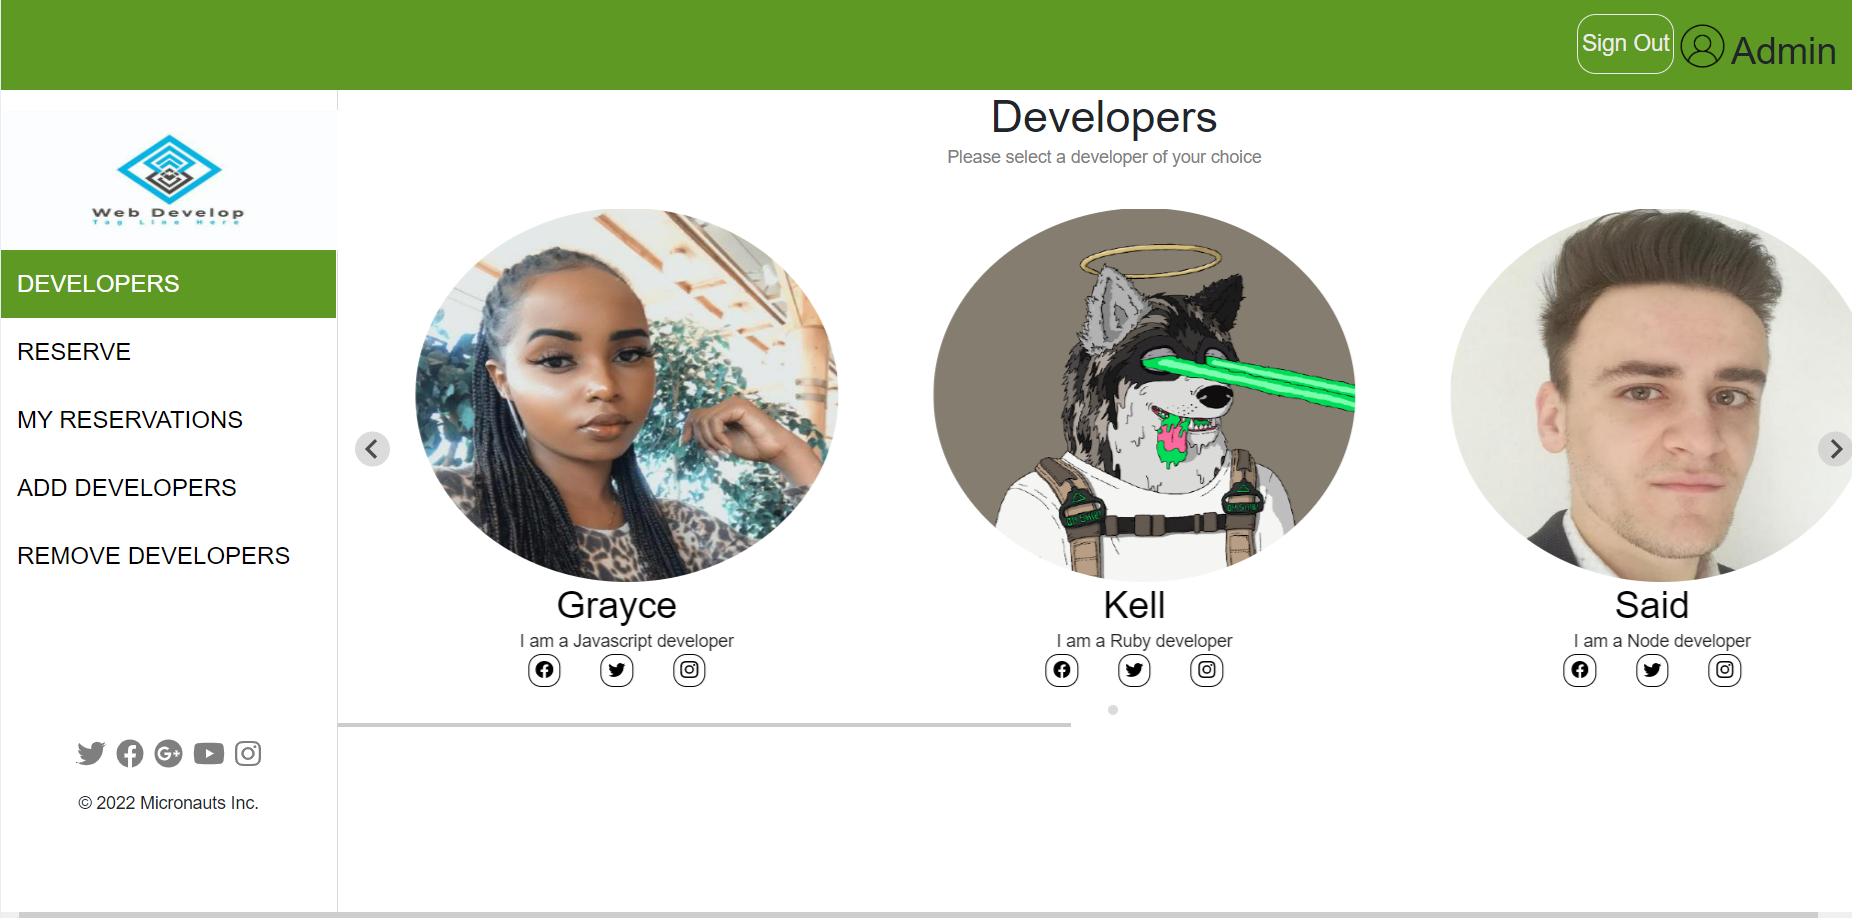 Sign Out
Admin
Web Develop
Tag Line Here
DEVELOPERS
RESERVE
MY RESERVATIONS
ADD DEVELOPERS
REMOVE DEVELOPERS
© 2022 Micronauts Inc.
Developers
Please select a developer of your choice
Grayce
I am a Javascript developer
Kell
I am a Ruby developer
Said
I am a Node developer